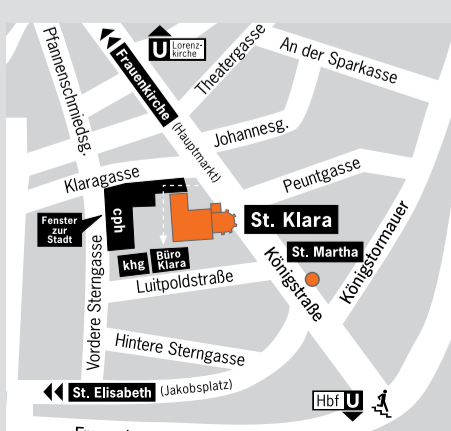 Pfannenschmiedsg.
Frauenkirche
(Hauptmarkt)
U
Lorenz-
kirche
Theatergasse
An der Sparkasse
Johannesg.
Peuntgasse
Klaragasse
Fenster
zur
Stadt
cph
khg
Büro
Klara
St. Klara
St. Martha
Königstraße
Königstormauer
Luitpoldstraße
Vordere Sterngasse
Hintere Sterngasse
St. Elisabeth (Jakobsplatz)
Hbf U